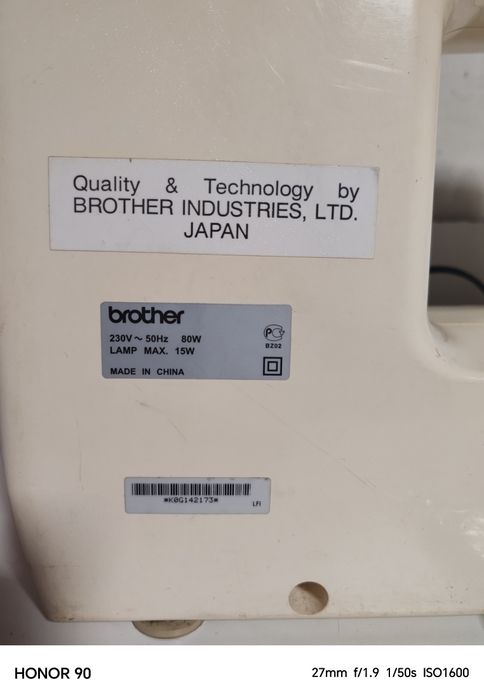 Quality & Technology by
BROTHER INDUSTRIES, LTD.
JAPAN
brother
230V ~ 50Hz 80W
LAMP MAX. 15W
BZ02
MADE IN CHINA
*K0G142173*
LFI
HONOR 90
27mm f/1.9 1/50s ISO1600